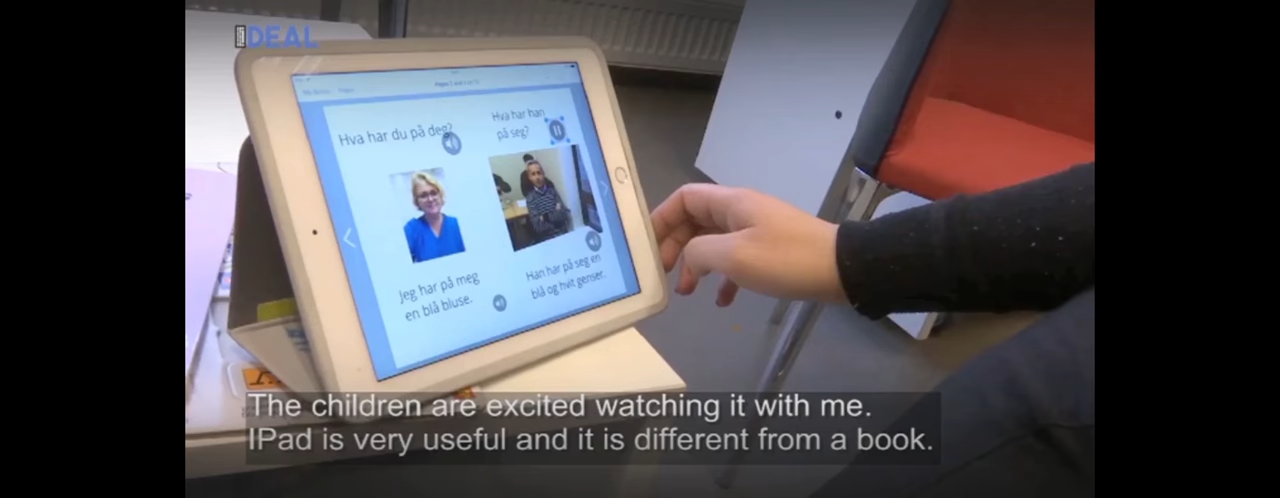 DEAL
Hva har du på deg?
Hva har han
på seg?
Jeg har på meg
en blå bluse.
Han har på seg en
blå og hvit genser.
The children are excited watching it with me.
IPad is very useful and it is different from a book.